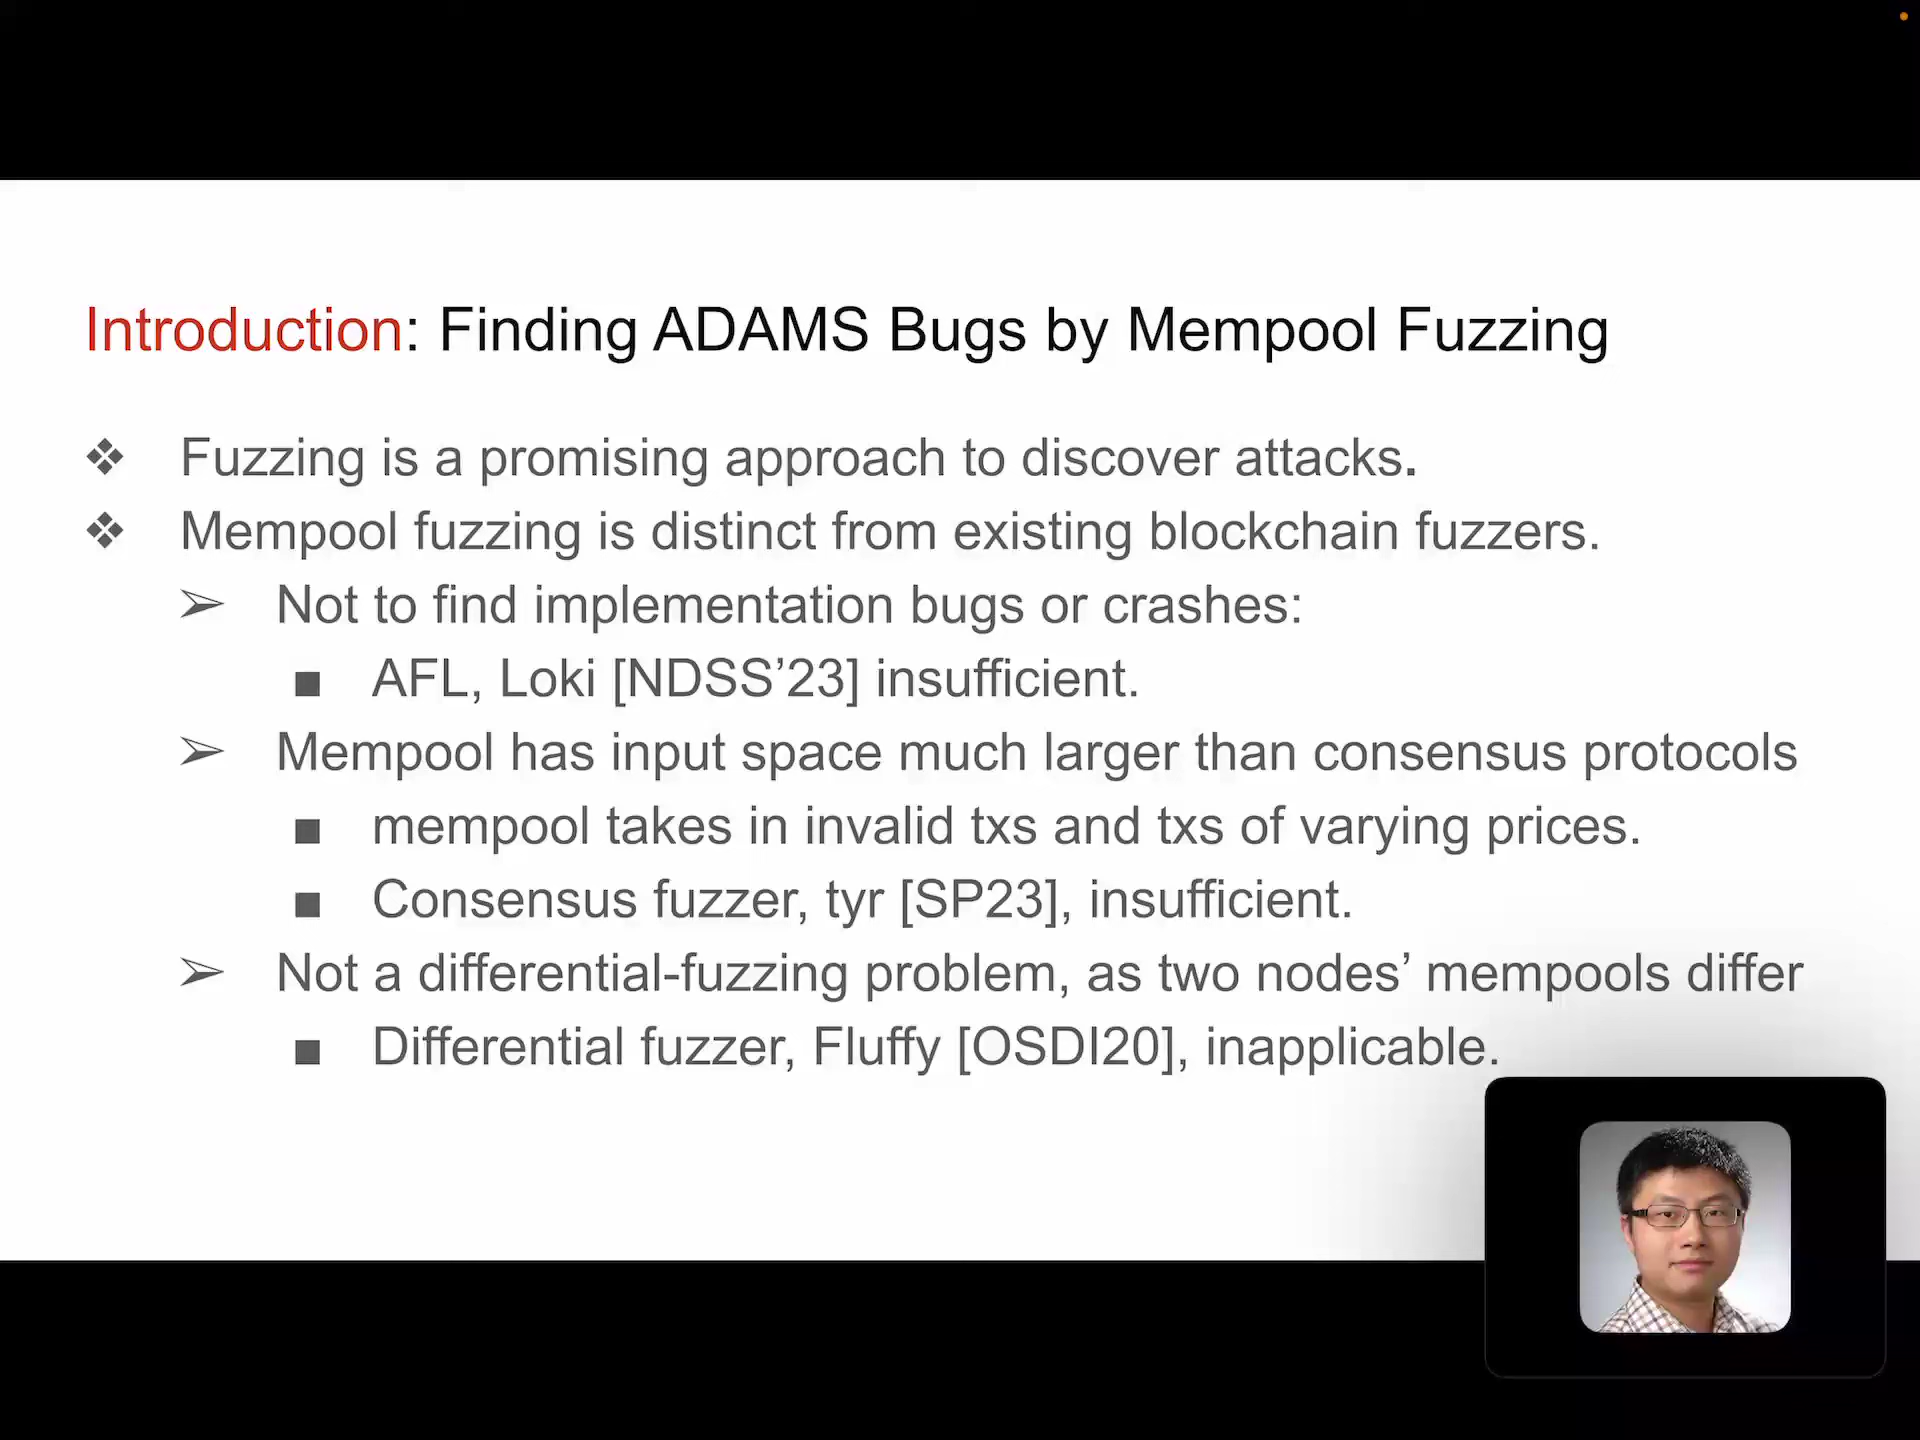 Introduction: Finding ADAMS Bugs by Mempool Fuzzing
❖ Fuzzing is a promising approach to discover attacks.
❖ Mempool fuzzing is distinct from existing blockchain fuzzers.
➢ Not to find implementation bugs or crashes:
■ AFL, Loki [NDSS’23] insufficient.
➢ Mempool has input space much larger than consensus protocols
■ mempool takes in invalid txs and txs of varying prices.
■ Consensus fuzzer, tyr [SP23], insufficient.
➢ Not a differential-fuzzing problem, as two nodes’ mempools differ
■ Differential fuzzer, Fluffy [OSDI20], inapplicable.